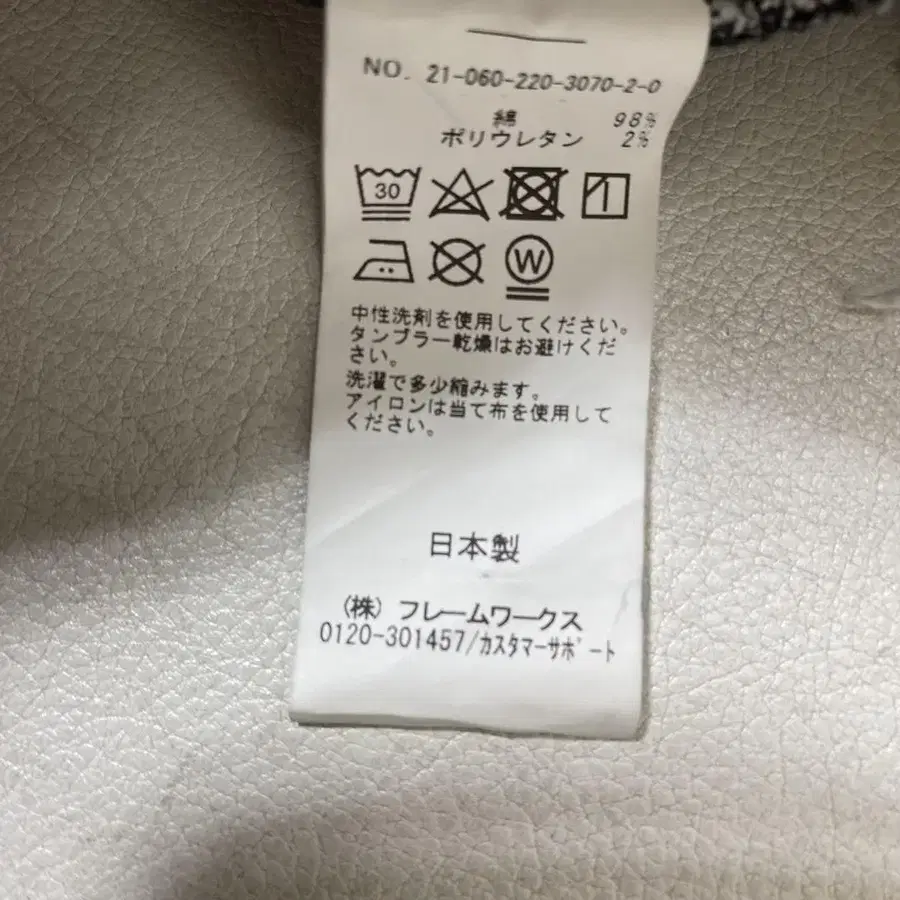 NO. 21-060-220-3070-2-0
綿 98%
ポリウレタン 2%
30
W
中性洗剤を使用してください。
タンブラー乾燥はお避けくだ
さい。
洗濯で多少縮みます。
アイロンは当て布を使用して
ください。
日本製
(株) フレームワークス
0120-301457/カスタマーサポート